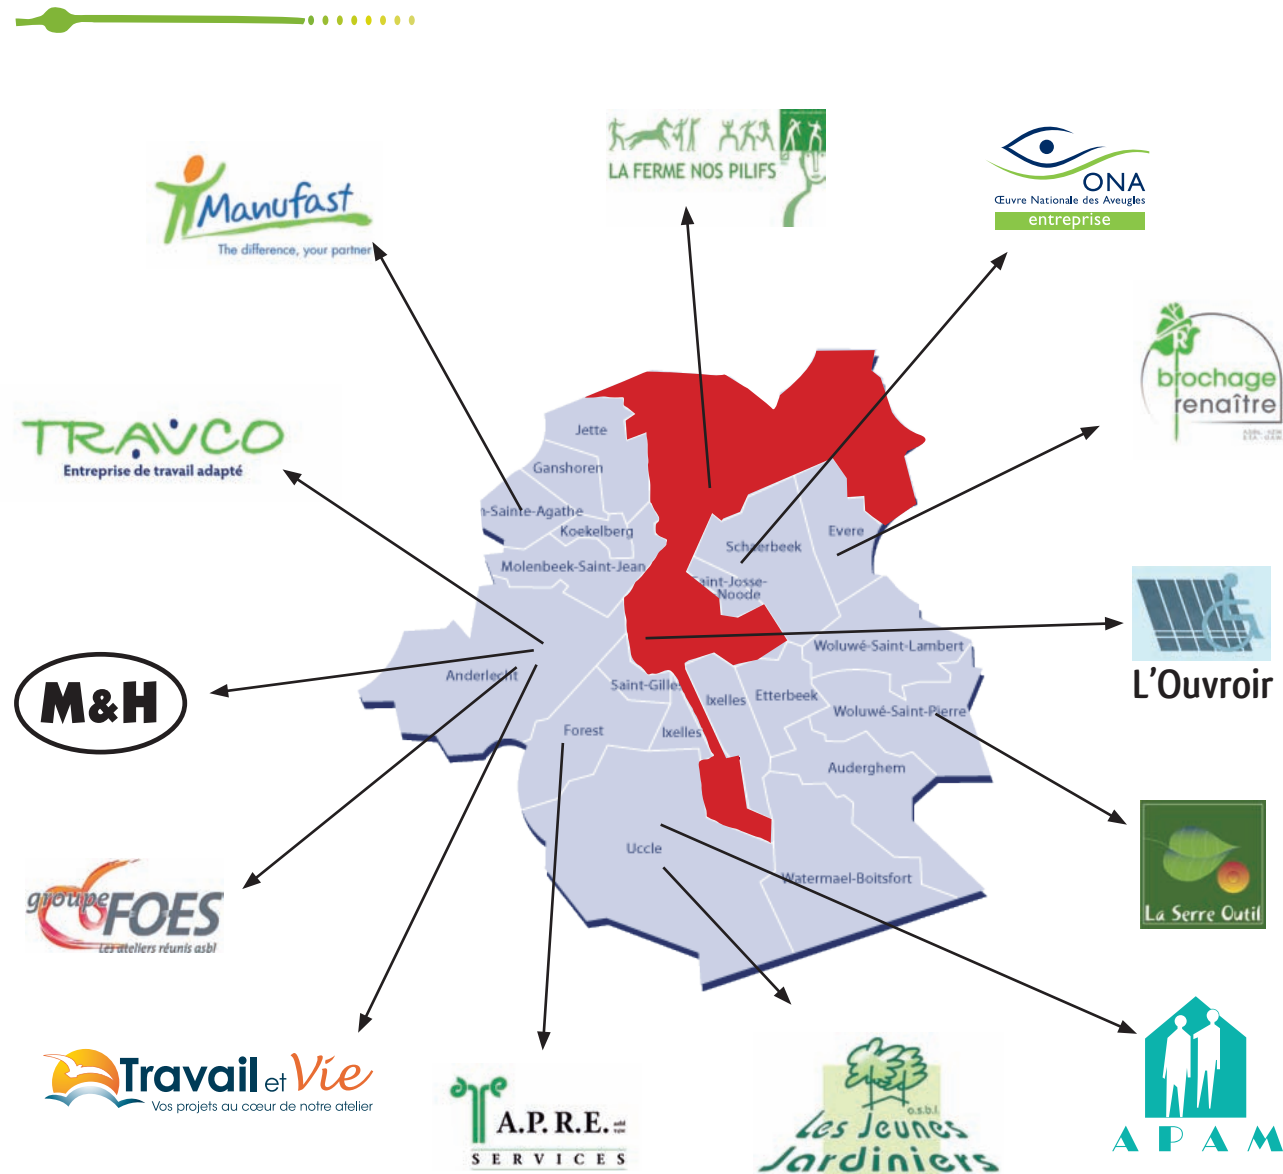 LA FERME NOS PILIFS
ONA
Œuvre Nationale des Aveugles
entreprise
Manufast
The difference, your partner
R
brochage
renaître
TRAVCO
Entreprise de travail adapté
Jette
Ganshoren
n-Sainte-Agathe
Koekelberg
Molenbeek-Saint-Jean
Schaerbeek
Evere
Saint-Josse-
Noode
Woluwé-Saint-Lambert
Anderlecht
Saint-Gilles
Ixelles
Etterbeek
Woluwé-Saint-Pierre
Forest
Ixelles
Auderghem
Uccle
Watermael-Boitsfort
L'Ouvroir
M&H
La Serre Outil
groupe FOES
Les ateliers réunis asbl
Travail et Vie
Vos projets au cœur de notre atelier
A.P.R.E. asbl
vzw
SERVICES
a.s.b.l.
Les Jeunes
Jardiniers
APAM